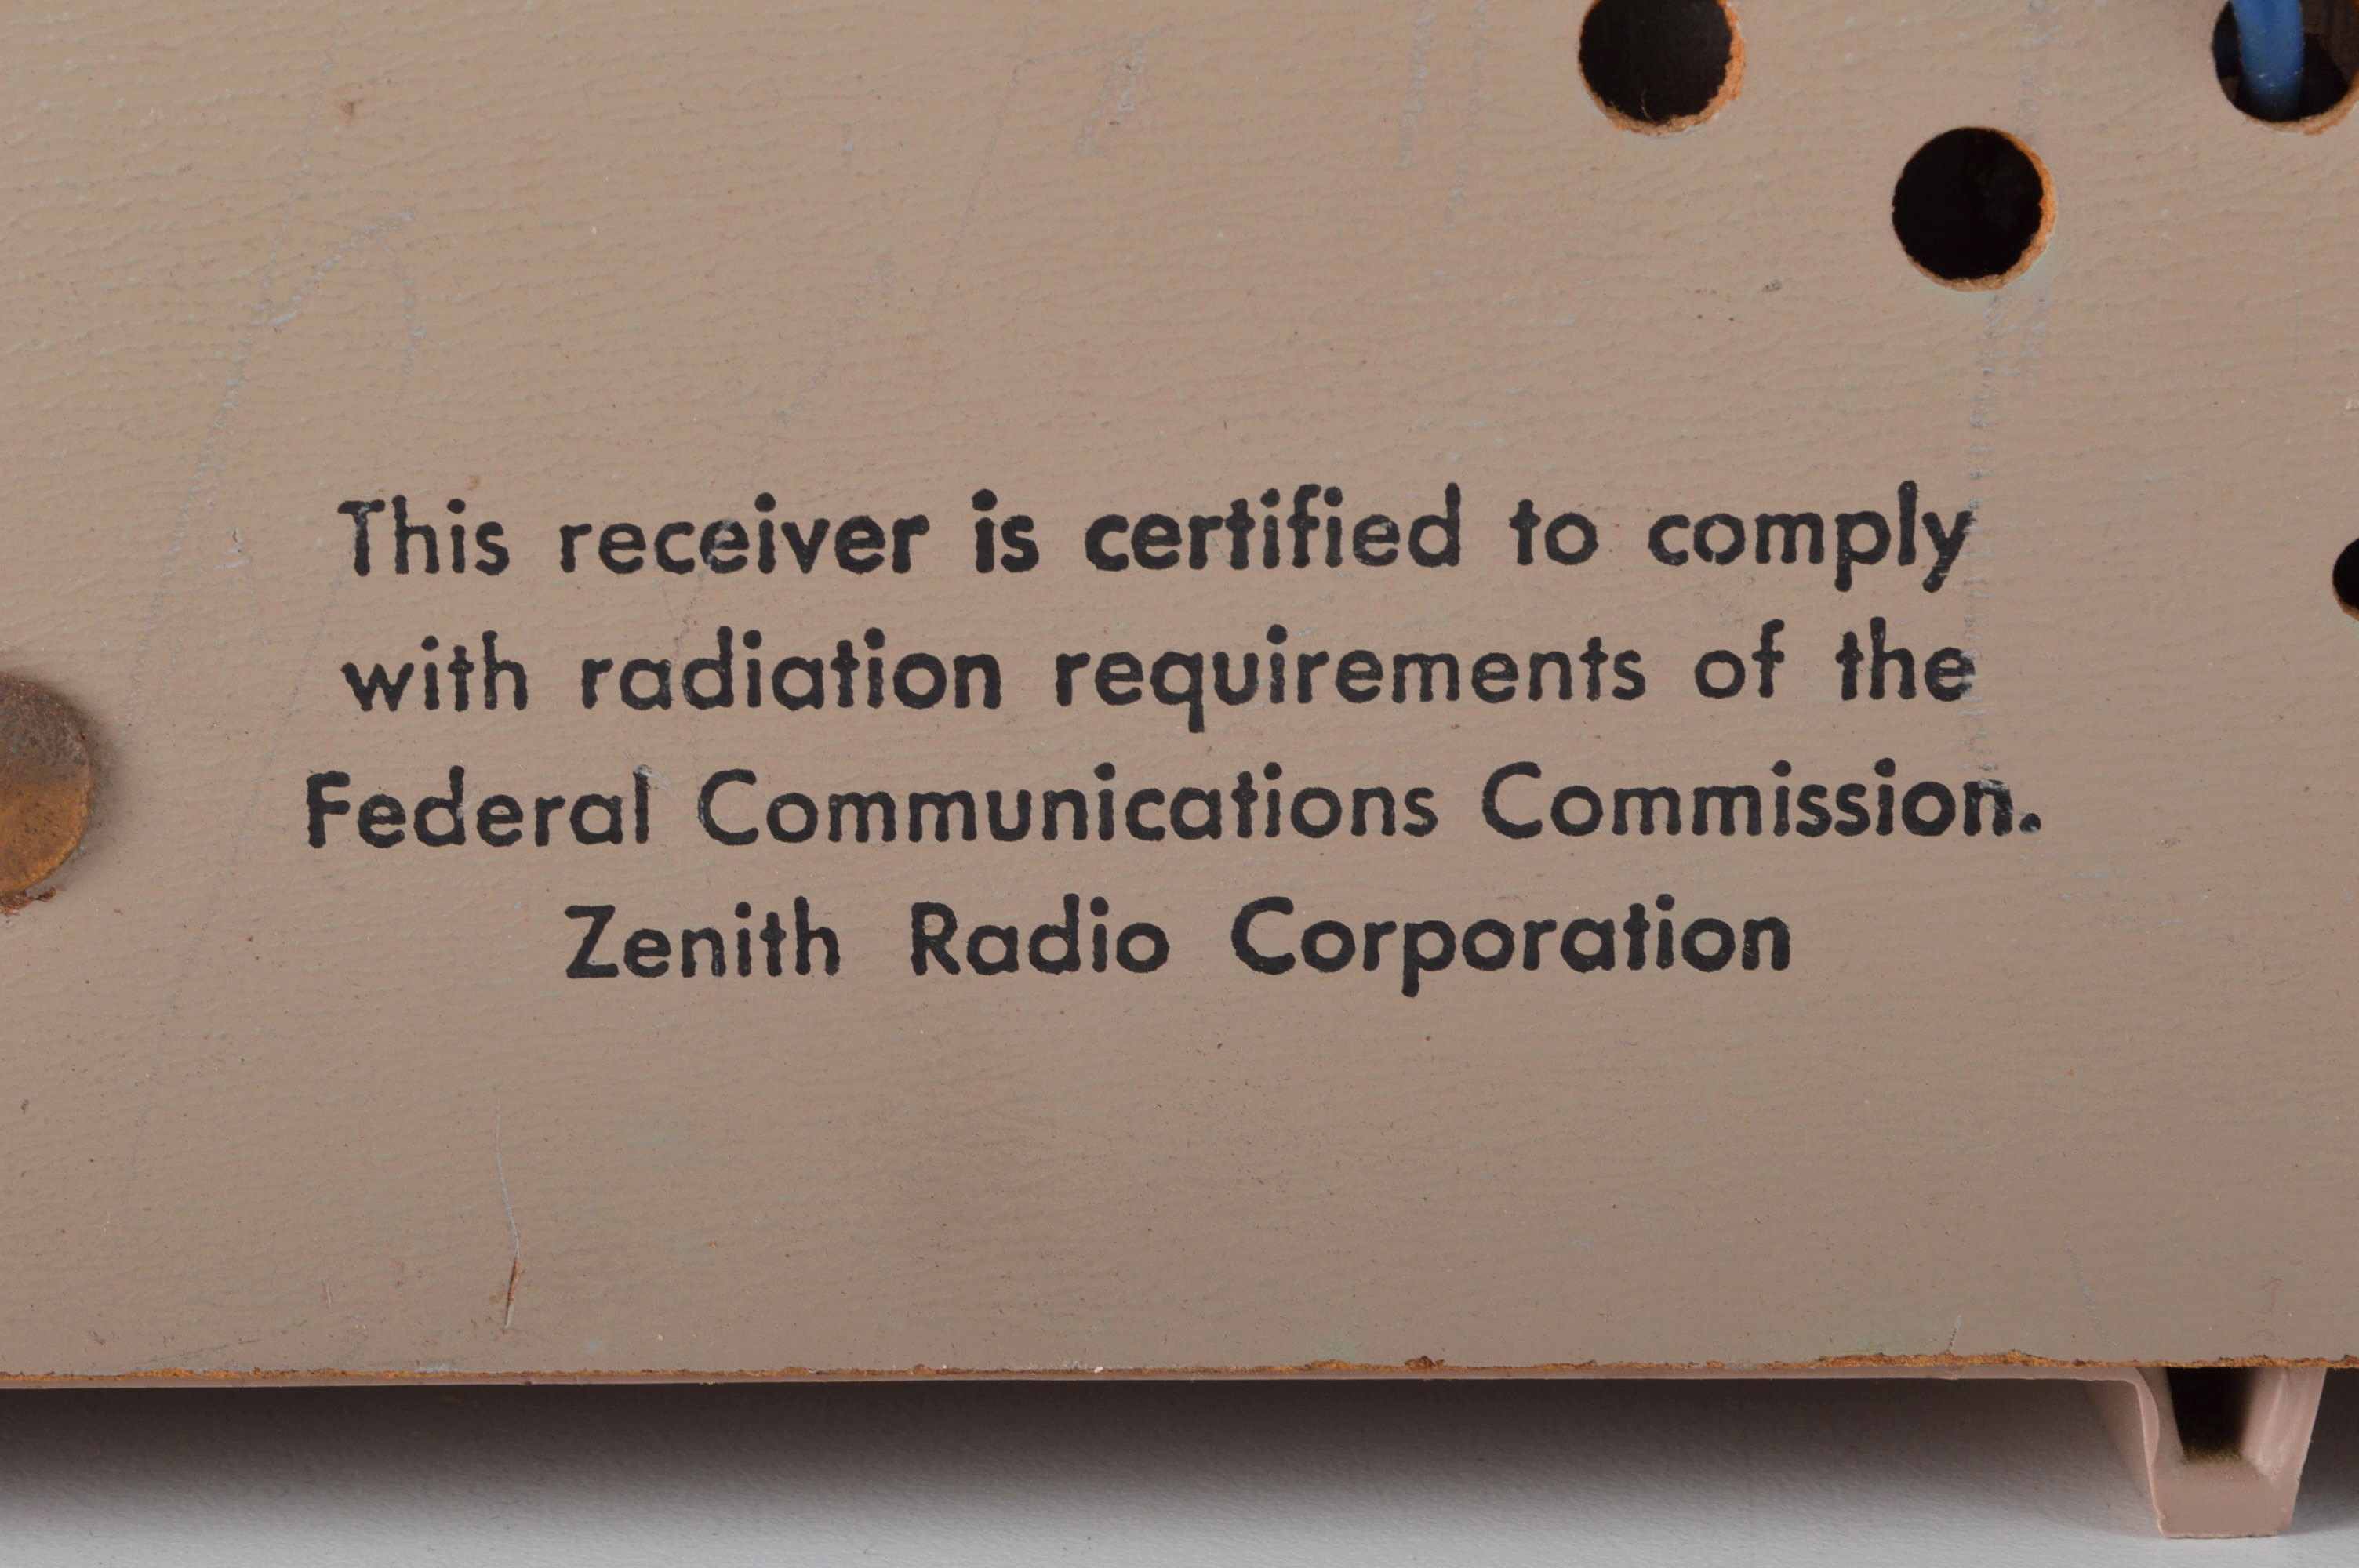 This receiver is certified to comply
with radiation requirements of the
Federal Communications Commission.
Zenith Radio Corporation